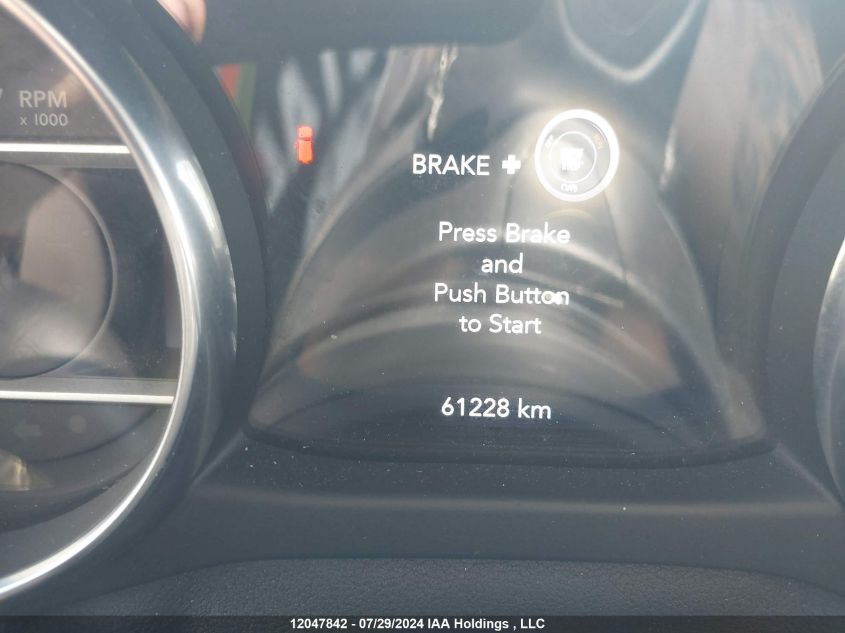 RPM
x 1000
BRAKE +
Press Brake
and
Push Button
to Start
61228 km
12047842 - 07/29/2024 IAA Holdings , LLC